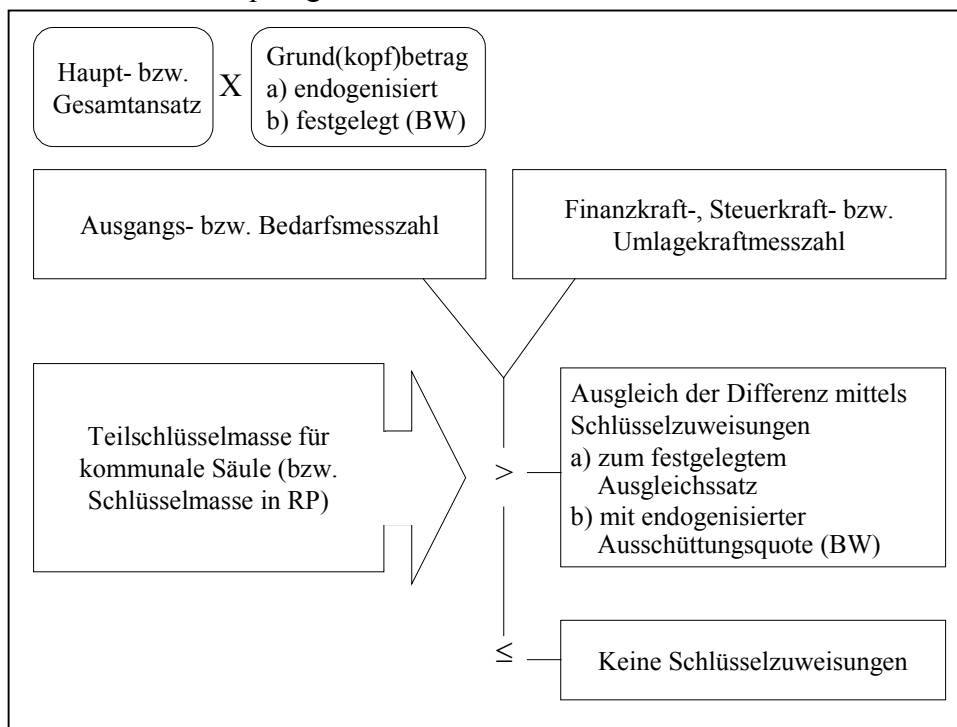 Haupt- bzw.
Gesamtansatz
X
Grund(kopf)betrag
a) endogenisiert
b) festgelegt (BW)
Ausgangs- bzw. Bedarfsmesszahl
Finanzkraft-, Steuerkraft- bzw.
Umlagekraftmesszahl
Teilschlüsselmasse für
kommunale Säule (bzw.
Schlüsselmasse in RP)
>
Ausgleich der Differenz mittels
Schlüsselzuweisungen
a) zum festgelegtem
Ausgleichssatz
b) mit endogenisierter
Ausschüttungsquote (BW)
≤
Keine Schlüsselzuweisungen